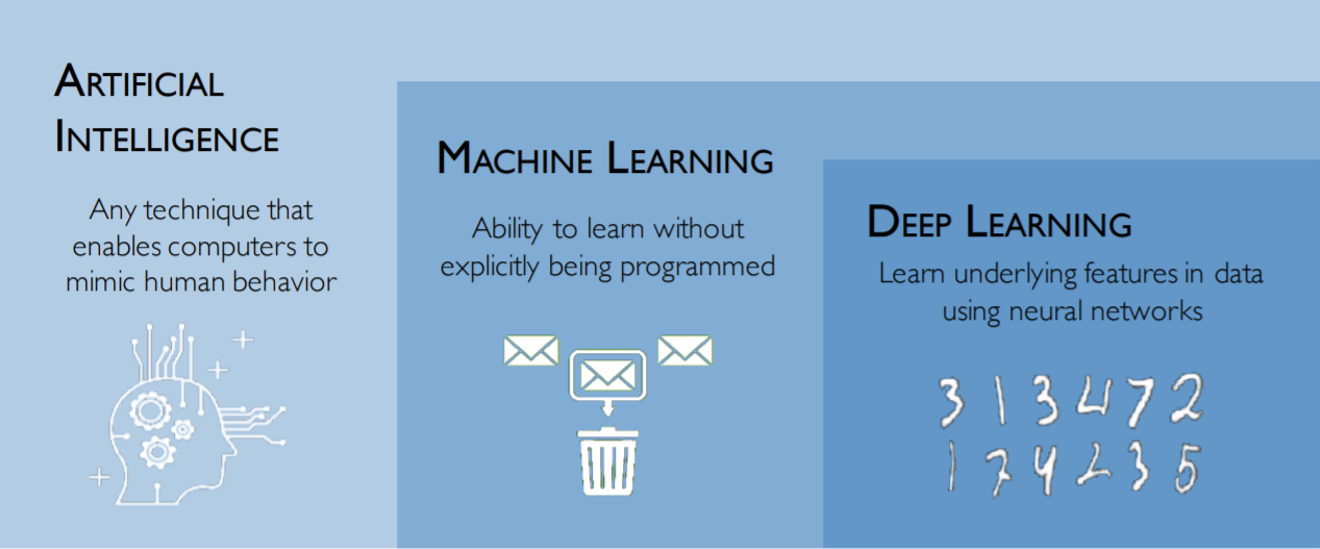 ARTIFICIAL
INTELLIGENCE
Any technique that
enables computers to
mimic human behavior
MACHINE LEARNING
Ability to learn without
explicitly being programmed
DEEP LEARNING
Learn underlying features in data
using neural networks
3 1 3 4 7 2
1 7 4 2 3 5